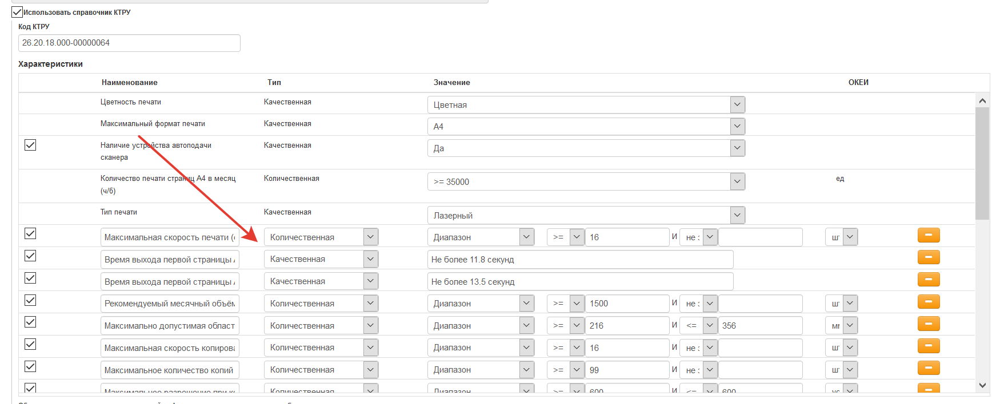 Использовать справочник КТРУ
Код КТРУ
26.20.18.000-00000064
Характеристики
Наименование Тип Значение ОКЕИ
Цветность печати Качественная Цветная
Максимальный формат печати Качественная A4
Наличие устройства автоподачи сканера Качественная Да
Количество печати страниц А4 в месяц (ч/б) Количественная >= 35000 ед
Тип печати Качественная Лазерный
Максимальная скорость печати ( Количественная Диапазон >= 16 И не шт
Время выхода первой страницы Качественная Не более 11.8 секунд
Время выхода первой страницы Качественная Не более 13.5 секунд
Рекомендуемый месячный объём Количественная Диапазон >= 1500 И не шт
Максимально допустимая област Количественная Диапазон >= 216 И <= 356 мм
Максимальная скорость копирова Количественная Диапазон >= 16 И не шт
Максимальное количество копий Количественная Диапазон >= 99 И не шт
Максимальное разрешение при к Количественная Диапазон >= 600 И <= 600